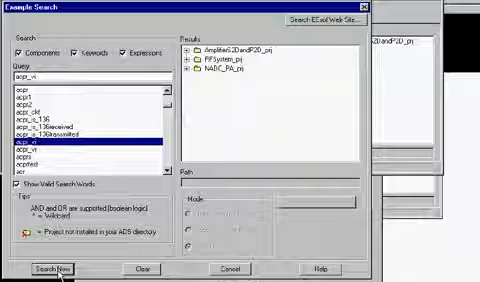 Example Search
Search EEsof Web Site...
Search
Components
Keywords
Expressions
Query
acpr_vi
acpr
acpr1
acpr2
acpr_ckt
acpr_is_136
acpr_is_136received
acpr_is_136transmitted
acpr_vi
acpr_vr
acprs
acprtest
acr
Show Valid Search Words
Tips
AND and OR are supported (boolean logic)
* = Wildcard
= Project not installed in your ADS directory
Results
AmplifierS2DandP2D_prj
RFSystem_prj
NADC_PA_prj
Path
Mode
Search Now
Clear
Cancel
Help
2DandP2D_prj